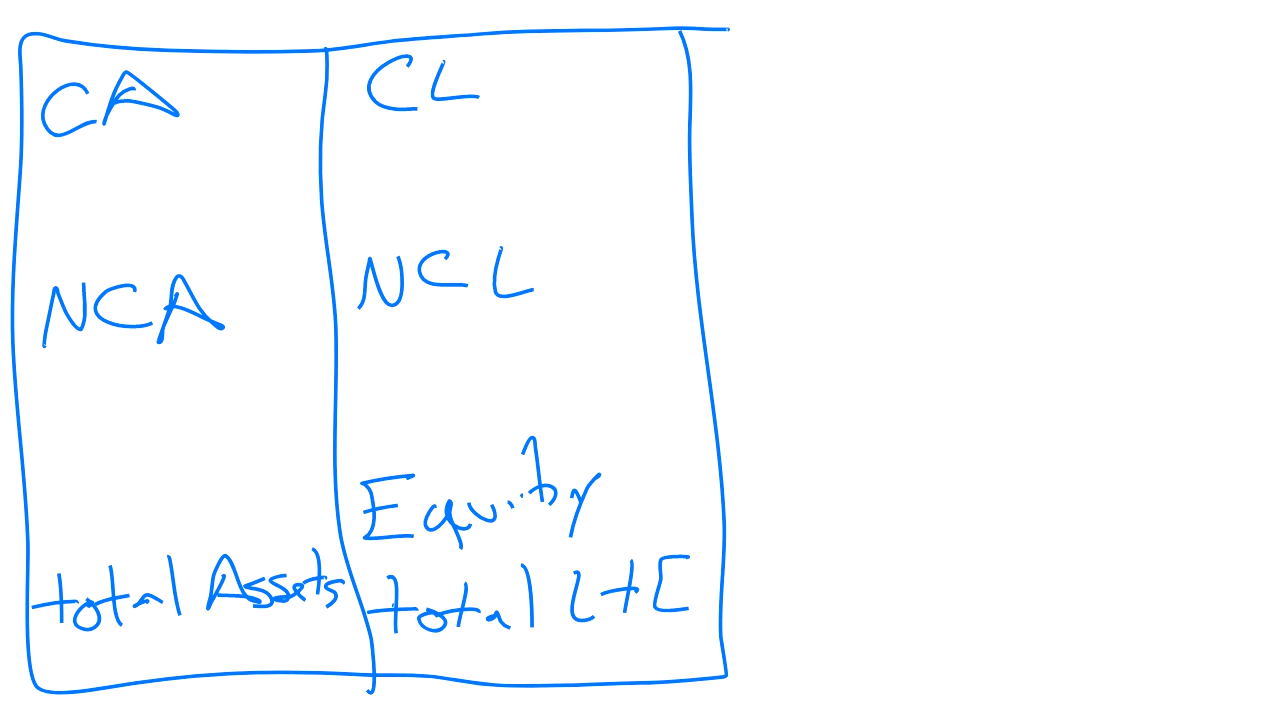 CA
NCA
total Assets
CL
NCL
Equity
total L+E